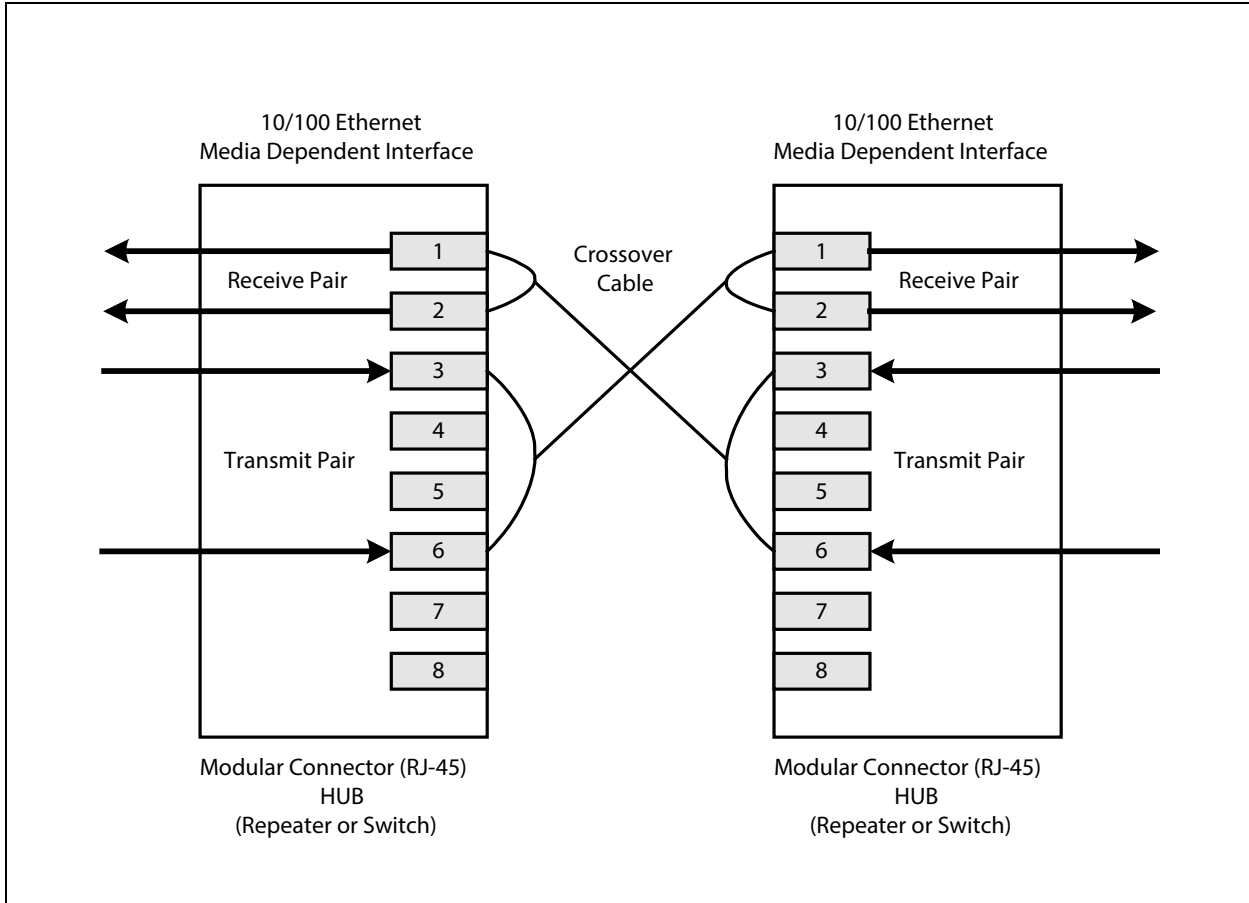 10/100 Ethernet
Media Dependent Interface
10/100 Ethernet
Media Dependent Interface
1
Receive Pair
2
3
4
Transmit Pair
5
6
7
8
Crossover
Cable
1
Receive Pair
2
3
4
Transmit Pair
5
6
7
8
Modular Connector (RJ-45)
HUB
(Repeater or Switch)
Modular Connector (RJ-45)
HUB
(Repeater or Switch)